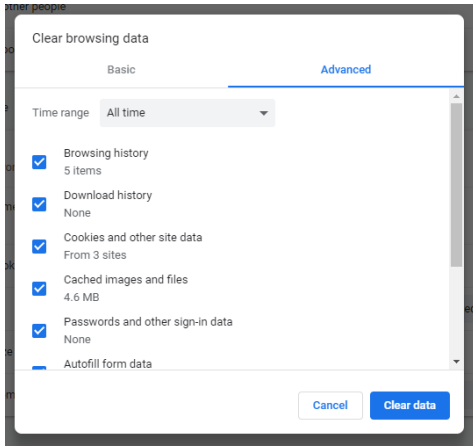 other people
Clear browsing data
Basic
Advanced
Time range
All time
Browsing history
5 items
Download history
None
Cookies and other site data
From 3 sites
Cached images and files
4.6 MB
Passwords and other sign-in data
None
Autofill form data
Cancel
Clear data